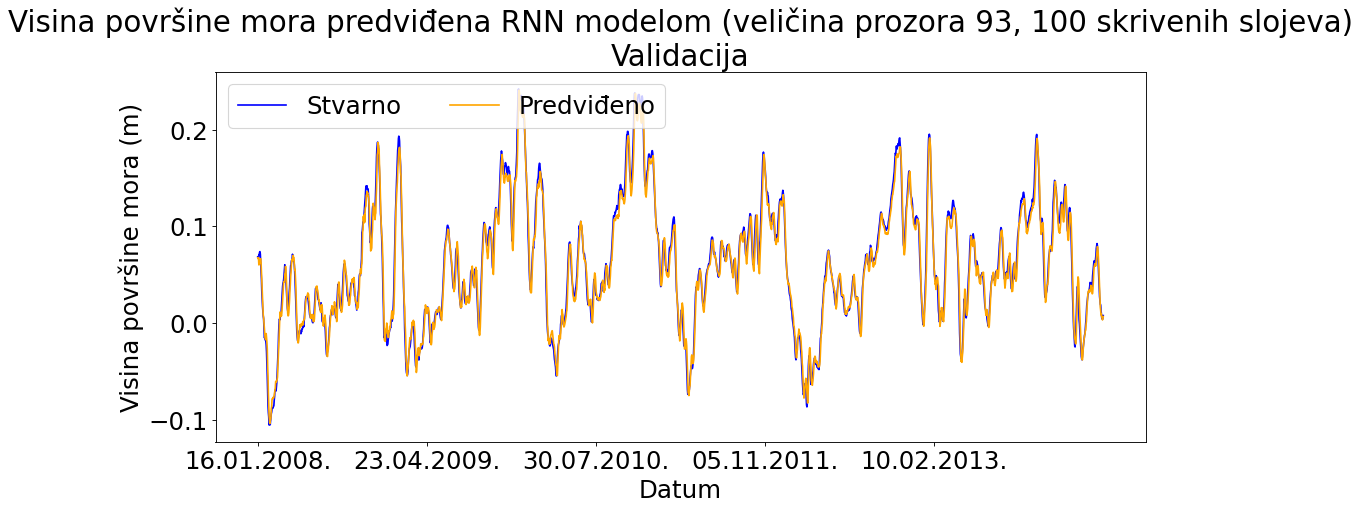 Visina površine mora predviđena RNN modelom (veličina prozora 93, 100 skrivenih slojeva)
Validacija
Stvarno Predviđeno
Visina površine mora (m)
0.2
0.1
0.0
−0.1
16.01.2008. 23.04.2009. 30.07.2010. 05.11.2011. 10.02.2013.
Datum